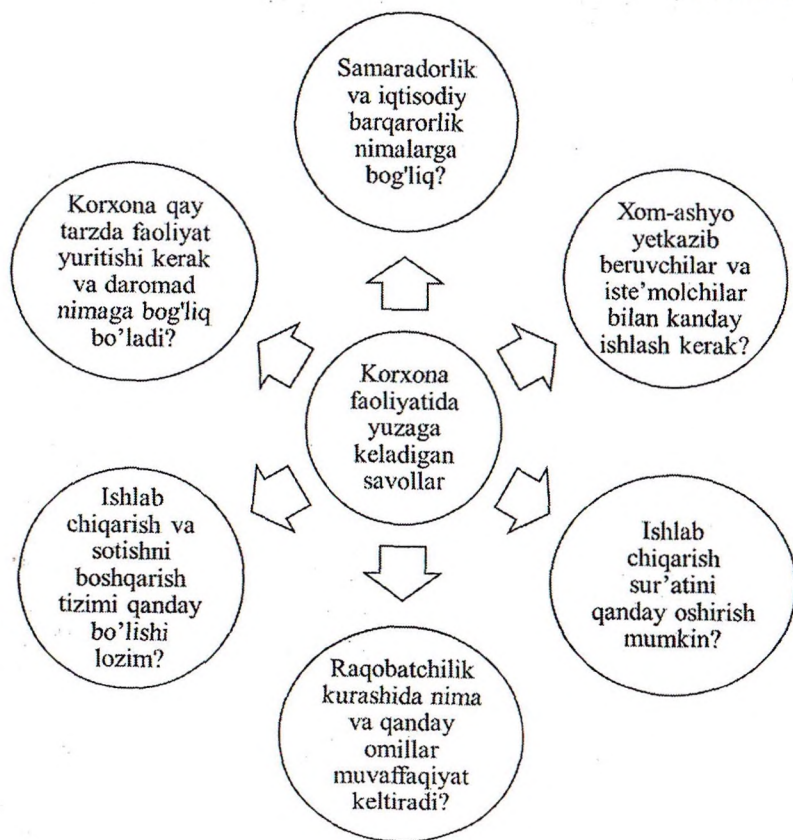 Samaradorlik
va iqtisodiy
barqarorlik
nimalarga
bog'liq?
Korxona qay
tarzda faoliyat
yuritishi kerak
va daromad
nimaga bog'liq
bo’ladi?
Xom-ashyo
yetkazib
beruvchilar va
iste’molchilar
bilan kanday
ishlash kerak?
Korxona
faoliyatida
yuzaga
keladigan
savollar
Ishlab
chiqarish va
sotishni
boshqarish
tizimi qanday
bo’lishi
lozim?
Ishlab
chiqarish
sur’atini
qanday oshirish
mumkin?
Raqobatchilik
kurashida nima
va qanday
omillar
muvaffaqiyat
keltiradi?